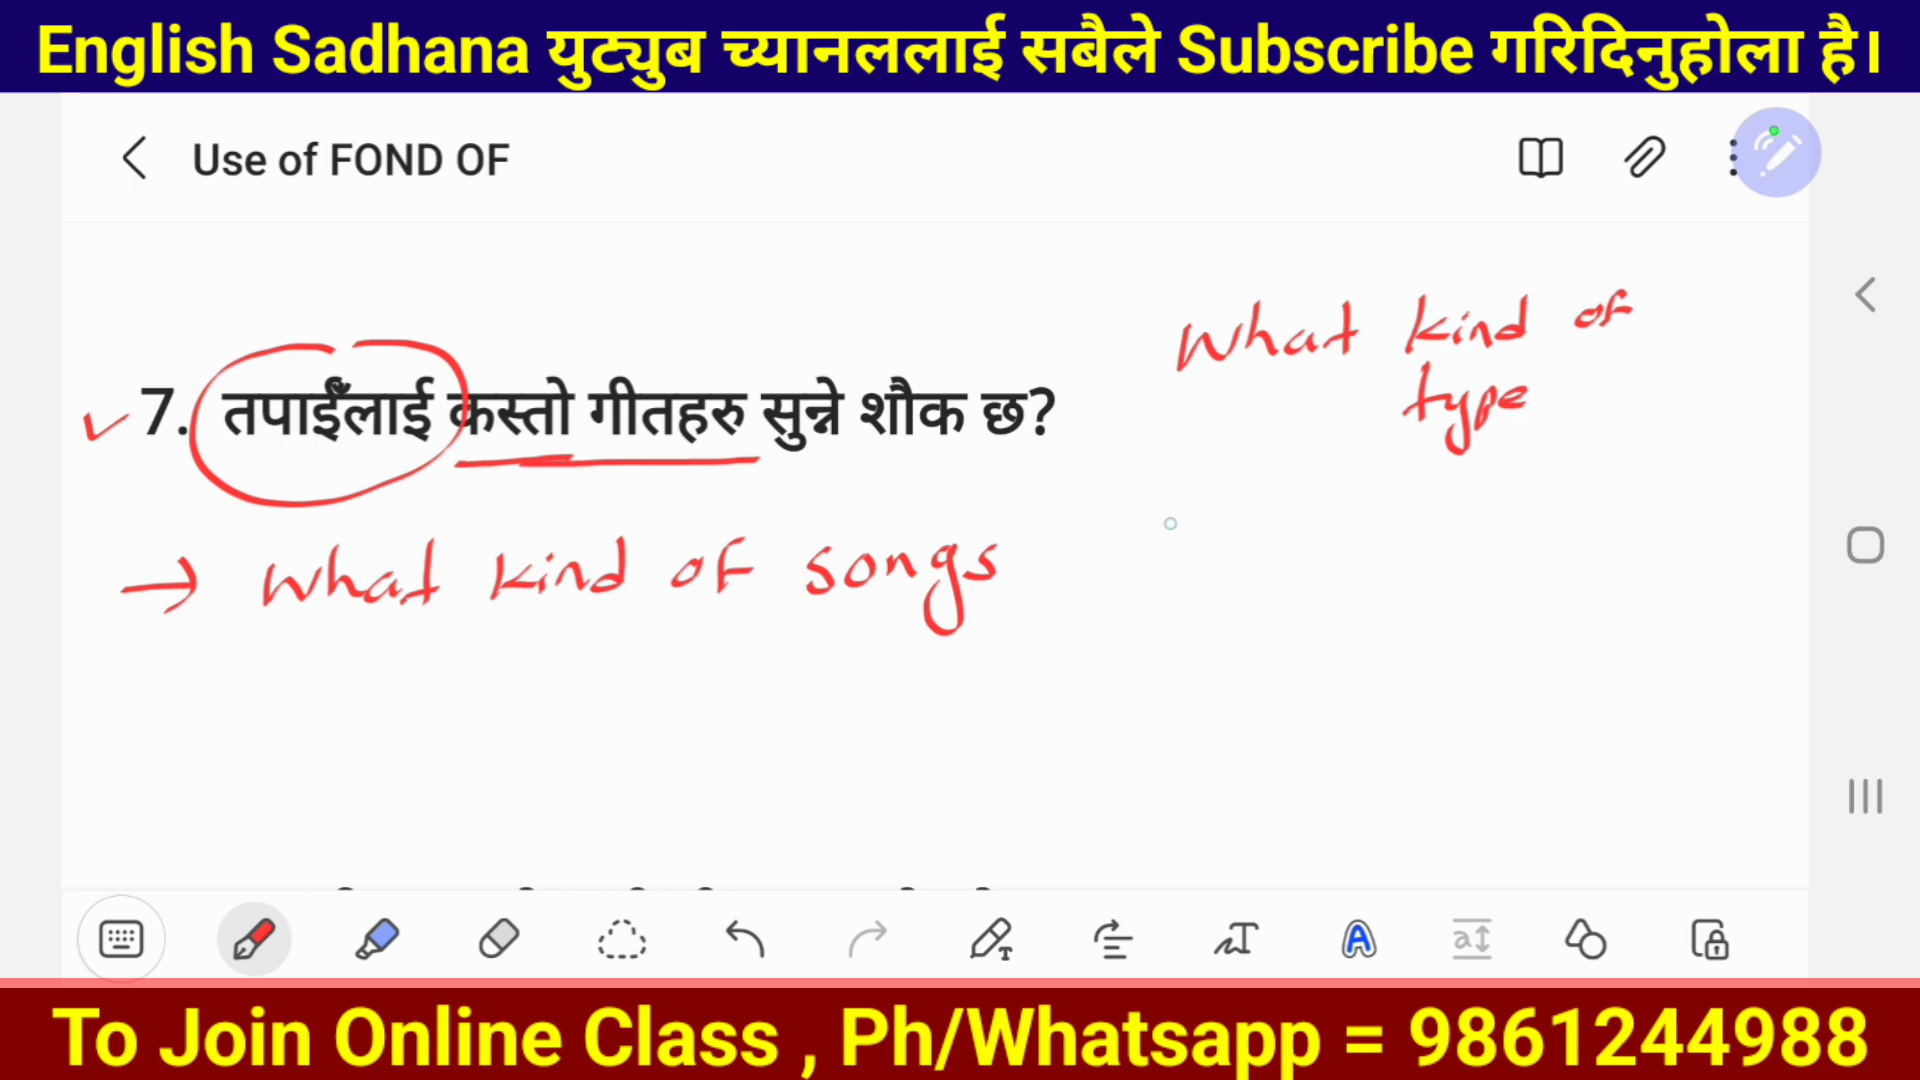 English Sadhana युट्युब च्यानललाई सबैले Subscribe गरिदिनुहोला है।
Use of FOND OF
What kind of
type
7. तपाईँलाई कस्तो गीतहरु सुन्ने शौक छ?
→ What kind of songs
To Join Online Class , Ph/Whatsapp = 9861244988